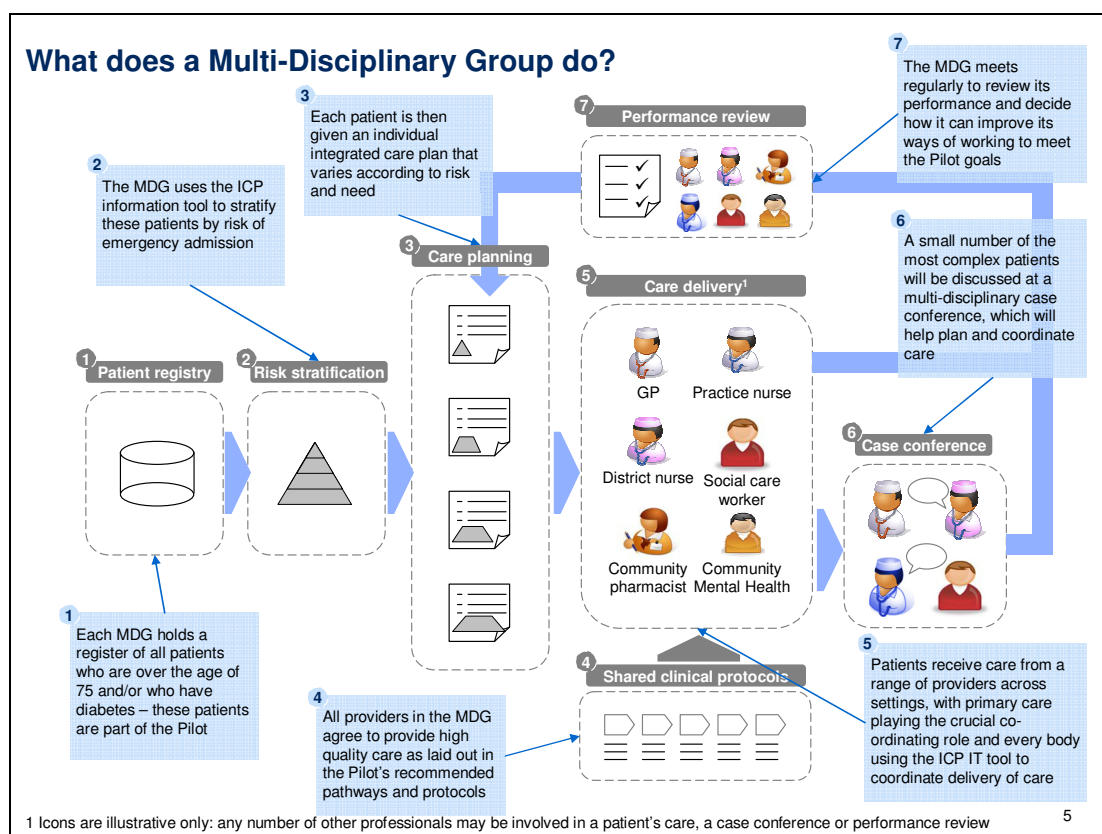 What does a Multi-Disciplinary Group do?
7
The MDG meets
regularly to review its
performance and decide
how it can improve its
ways of working to meet
the Pilot goals
3
Each patient is then
given an individual
integrated care plan that
varies according to risk
and need
7
Performance review
2
The MDG uses the ICP
information tool to stratify
these patients by risk of
emergency admission
6
A small number of the
most complex patients
will be discussed at a
multi-disciplinary case
conference, which will
help plan and coordinate
care
3
Care planning
5
Care delivery1
1
Patient registry
2
Risk stratification
GP
Practice nurse
District nurse
Social care
worker
Community
pharmacist
Community
Mental Health
6
Case conference
1
Each MDG holds a
register of all patients
who are over the age of
75 and/or who have
diabetes – these patients
are part of the Pilot
4
Shared clinical protocols
4
All providers in the MDG
agree to provide high
quality care as laid out in
the Pilot's recommended
pathways and protocols
5
Patients receive care from a
range of providers across
settings, with primary care
playing the crucial co-
ordinating role and every body
using the ICP IT tool to
coordinate delivery of care
1 Icons are illustrative only: any number of other professionals may be involved in a patient's care, a case conference or performance review
5